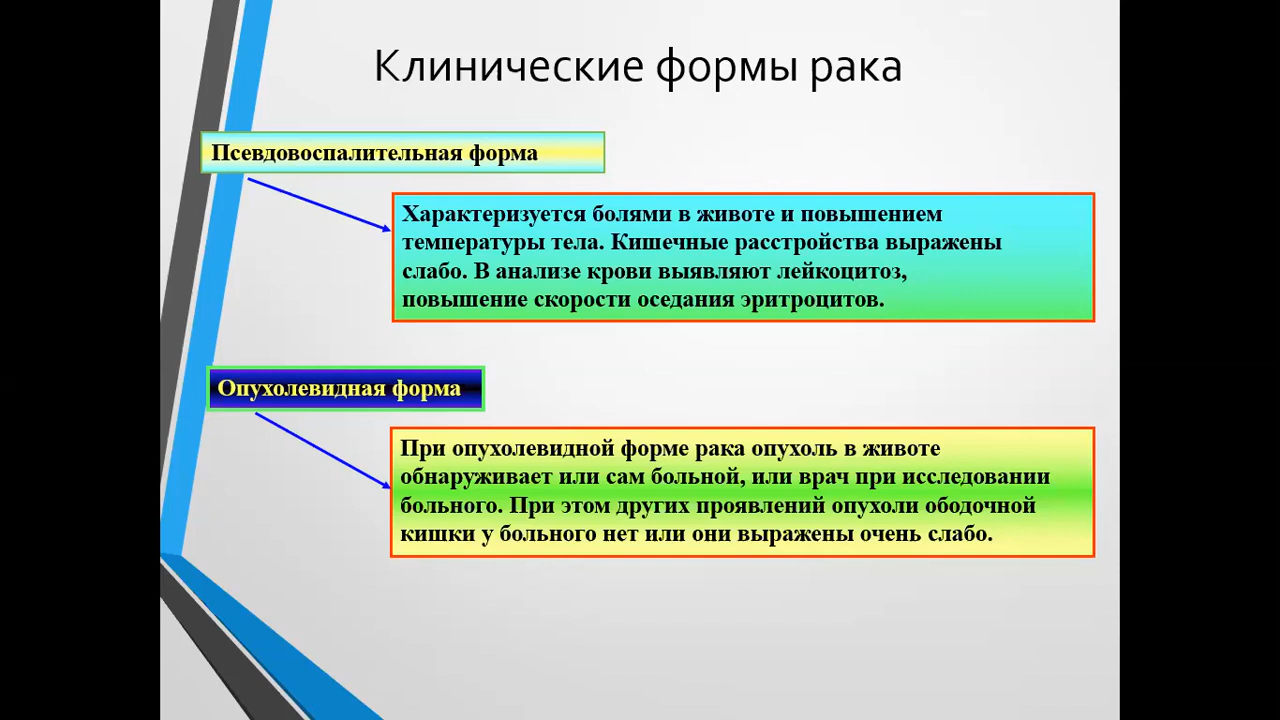 Клинические формы рака
Псевдовоспалительная форма
Характеризуется болями в животе и повышением
температуры тела. Кишечные расстройства выражены
слабо. В анализе крови выявляют лейкоцитоз,
повышение скорости оседания эритроцитов.
Опухолевидная форма
При опухолевидной форме рака опухоль в животе
обнаруживает или сам больной, или врач при исследовании
больного. При этом других проявлений опухоли ободочной
кишки у больного нет или они выражены очень слабо.